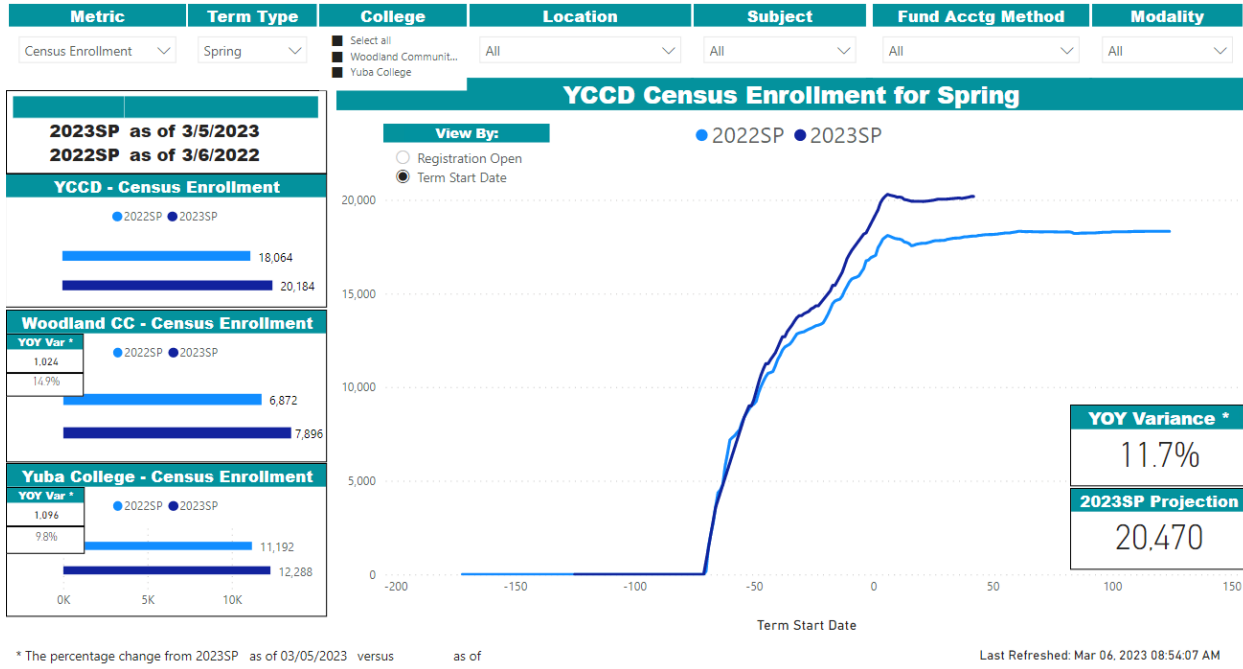 Metric
Term Type
College
Location
Subject
Fund Acctg Method
Modality
Census Enrollment
Spring
Select all
Woodland Communit...
Yuba College
All
All
All
All
YCCD Census Enrollment for Spring
2023SP as of 3/5/2023
2022SP as of 3/6/2022
View By:
Registration Open
Term Start Date
2022SP 2023SP
YCCD - Census Enrollment
2022SP 2023SP
18,064
20,184
Woodland CC - Census Enrollment
YOY Var *
1,024
14.9%
2022SP 2023SP
6,872
7,896
Yuba College - Census Enrollment
YOY Var *
1,096
9.8%
2022SP 2023SP
11,192
12,288
0K 5K 10K
20,000
15,000
10,000
5,000
0
-200 -150 -100 -50 0 50 100 150
Term Start Date
YOY Variance *
11.7%
2023SP Projection
20,470
* The percentage change from 2023SP as of 03/05/2023 versus as of
Last Refreshed: Mar 06, 2023 08:54:07 AM